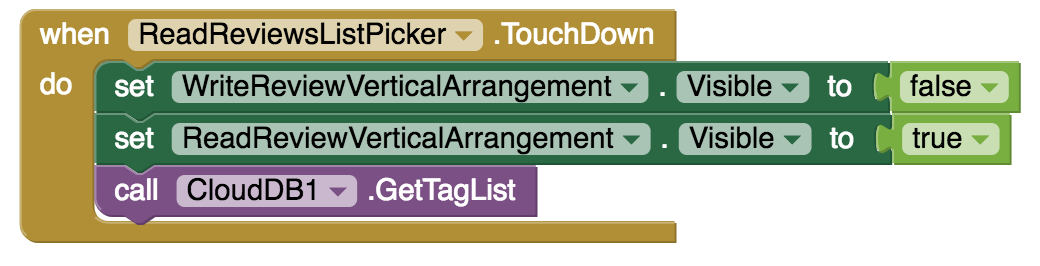 when ReadReviewsListPicker .TouchDown
do set WriteReviewVerticalArrangement . Visible to false
set ReadReviewVerticalArrangement . Visible to true
call CloudDB1 .GetTagList